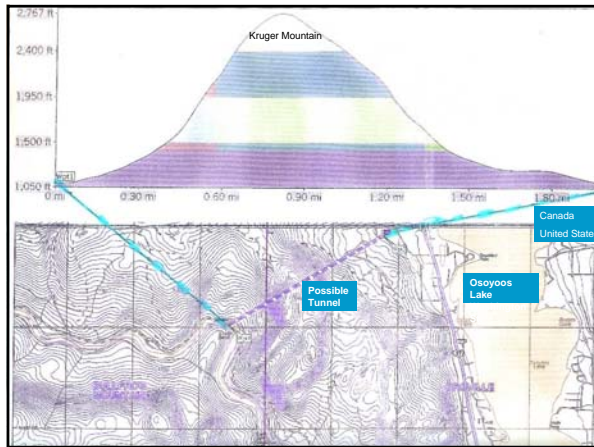 2,767 ft
Kruger Mountain
2,400 ft
1,950 ft
1,500 ft
1,050 ft
0 mi
0.30 mi
0.60 mi
0.90 mi
1.20 mi
1.50 mi
1.80 mi
Canada
United State
Possible
Tunnel
Osoyoos
Lake